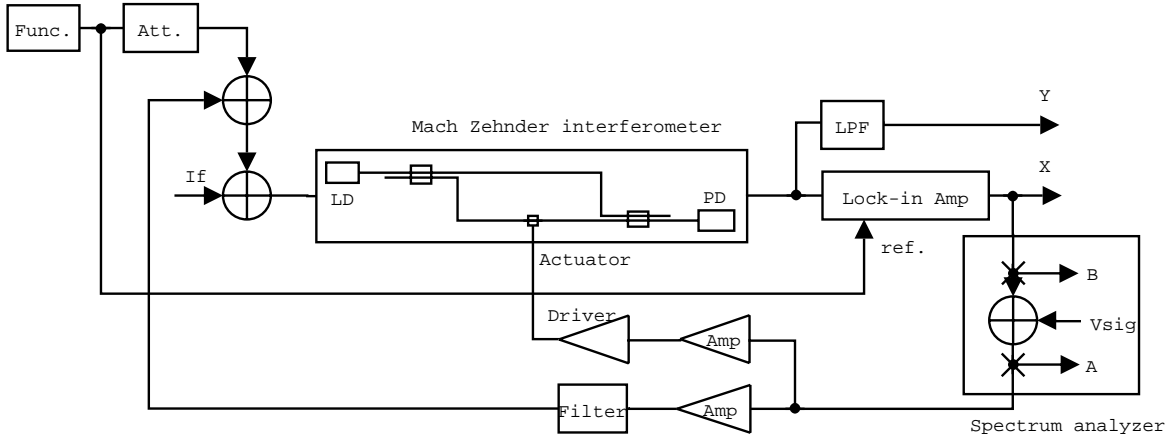 Func.
Att.
Y
Mach Zehnder interferometer
LPF
If
X
LD
PD
Lock-in Amp
ref.
Actuator
B
Driver
Vsig
Amp
A
Filter
Amp
Spectrum analyzer